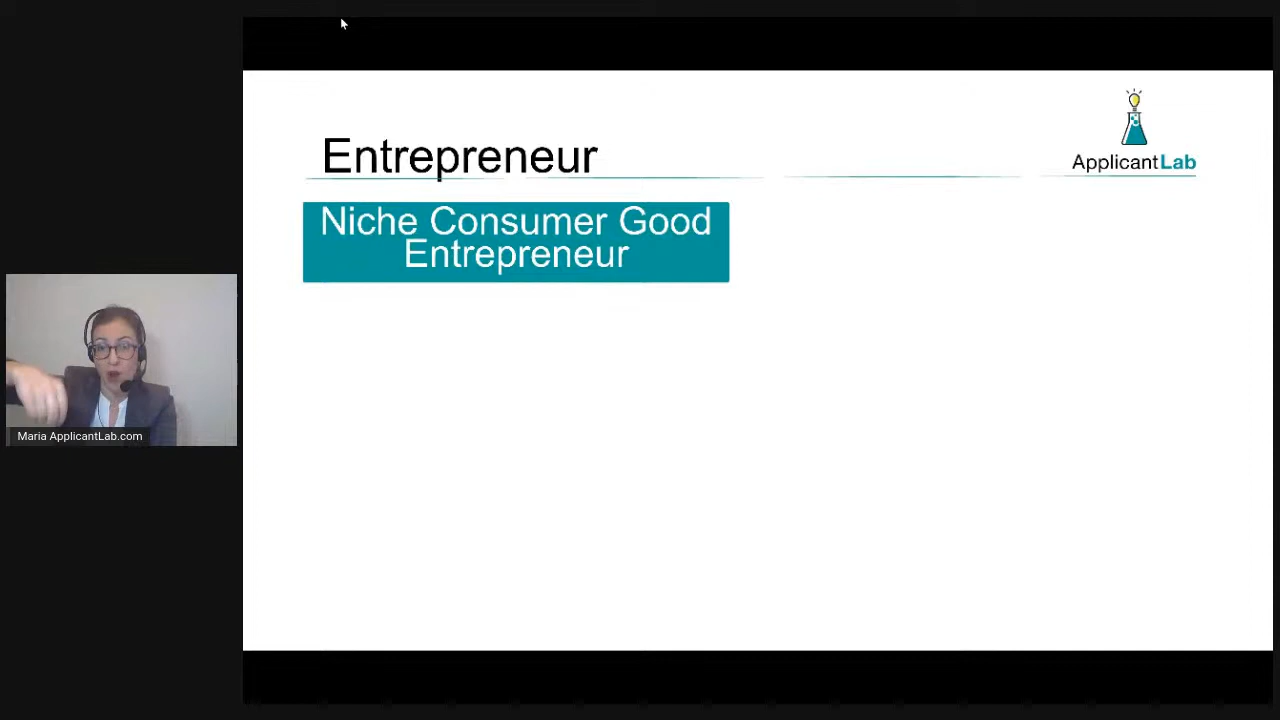 Entrepreneur
ApplicantLab
Niche Consumer Good
Entrepreneur
Maria ApplicantLab.com